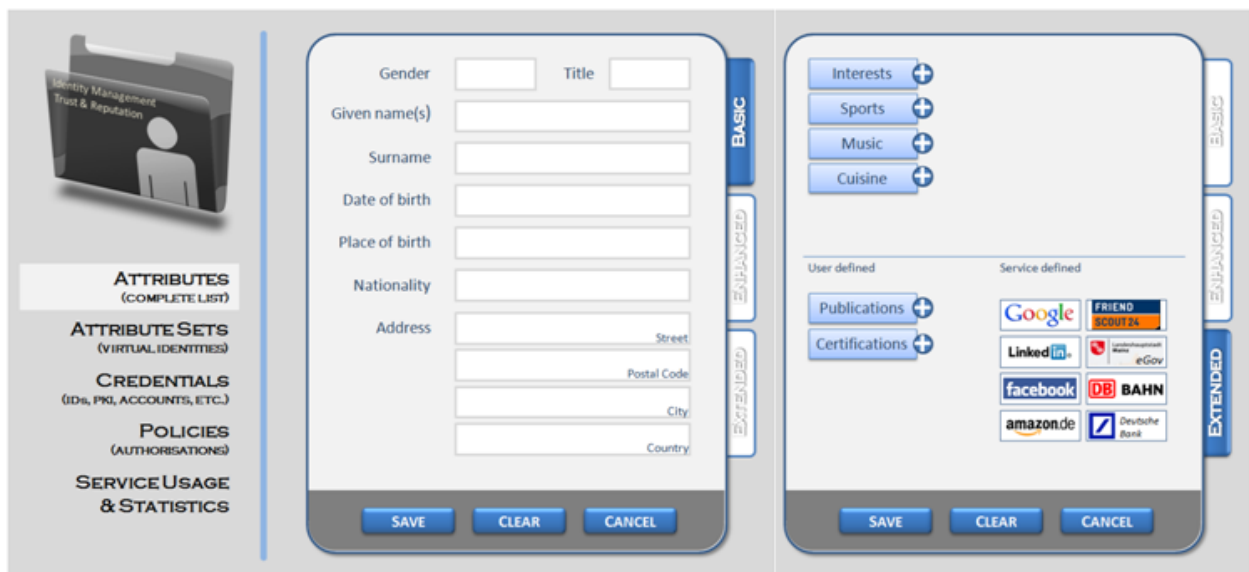 Identity Management
Trust & Reputation
ATTRIBUTES
(COMPLETE LIST)
ATTRIBUTE SETS
(VIRTUAL IDENTITIES)
CREDENTIALS
(IDS, PKI, ACCOUNTS, ETC.)
POLICIES
(AUTHORISATIONS)
SERVICE USAGE
& STATISTICS
Gender
Title
Given name(s)
Surname
Date of birth
Place of birth
Nationality
Address
Street
Postal Code
City
Country
SAVE
CLEAR
CANCEL
BASIC
ENHANCED
EXTENDED
Interests
Sports
Music
Cuisine
User defined
Service defined
Publications
Certifications
Google
FRIEND
SCOUT24
Linked in
Landeshauptstadt
Mainz
eGov
facebook
DB BAHN
amazon.de
Deutsche
Bank
SAVE
CLEAR
CANCEL
BASIC
ENHANCED
EXTENDED